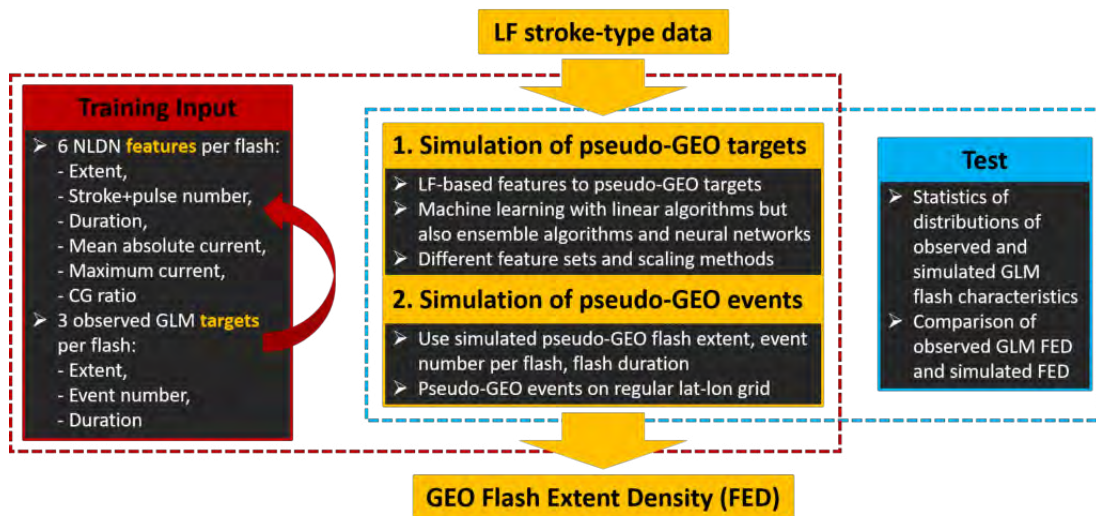 LF stroke-type data
Training Input
➢ 6 NLDN features per flash:
- Extent,
- Stroke+pulse number,
- Duration,
- Mean absolute current,
- Maximum current,
- CG ratio
➢ 3 observed GLM targets
per flash:
- Extent,
- Event number,
- Duration
1. Simulation of pseudo-GEO targets
➢ LF-based features to pseudo-GEO targets
➢ Machine learning with linear algorithms but
also ensemble algorithms and neural networks
➢ Different feature sets and scaling methods
2. Simulation of pseudo-GEO events
➢ Use simulated pseudo-GEO flash extent, event
number per flash, flash duration
➢ Pseudo-GEO events on regular lat-lon grid
Test
➢ Statistics of
distributions of
observed and
simulated GLM
flash characteristics
➢ Comparison of
observed GLM FED
and simulated FED
GEO Flash Extent Density (FED)